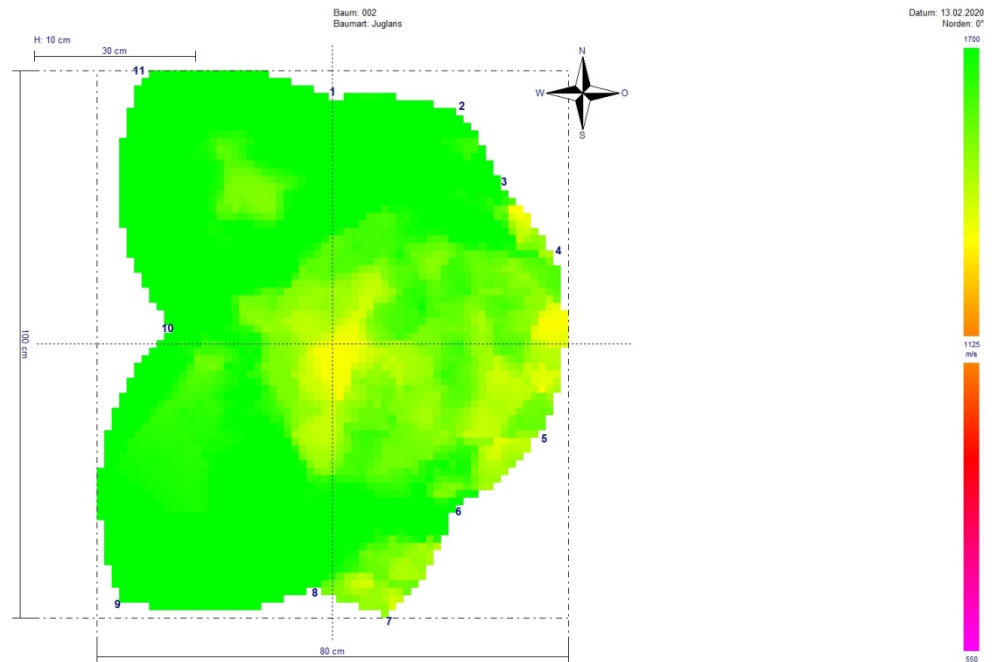 Baum: 002
Baumart: Juglans
Datum: 13.02.2020
Norden: 0°
H: 10 cm
30 cm
N
W
O
S
1700
11
1
2
3
4
10
100 cm
1125
m/s
5
6
9
8
7
80 cm
550